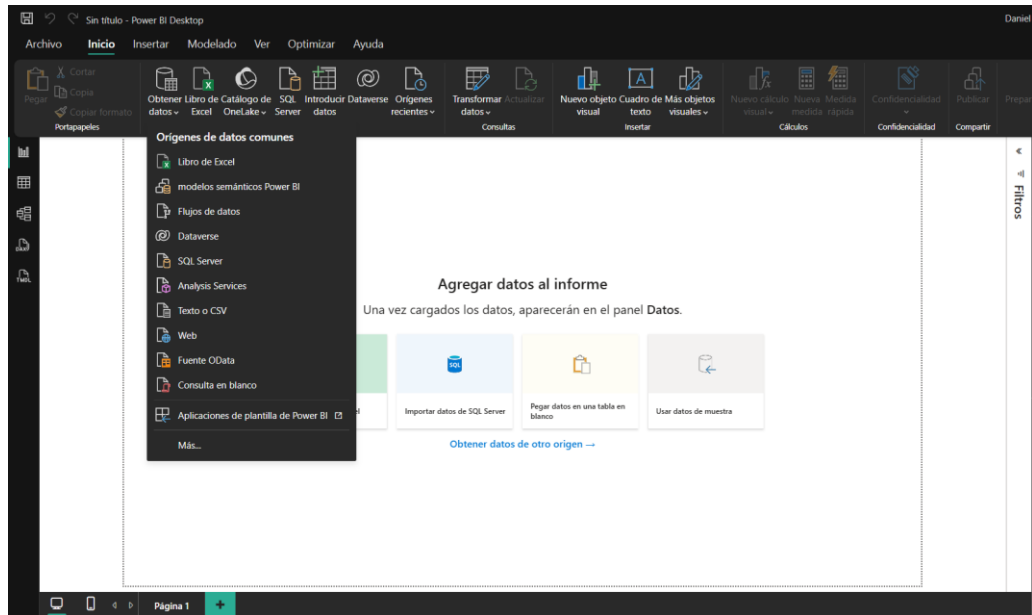 Sin título - Power BI Desktop
Daniel
Archivo Inicio Insertar Modelado Ver Optimizar Ayuda
Pegar
Cortar
Copia
Copiar formato
Portapapeles
Obtener datos
Libro de Excel
Catálogo de OneLake
SQL Server
Introducir datos
Dataverse
Orígenes recientes
Transformar datos
Actualizar
Consultas
Nuevo objeto visual
Cuadro de texto
Más objetos visuales
Insertar
Nuevo cálculo visual
Nueva medida
Medida rápida
Cálculos
Confidencialidad
Confidencialidad
Publicar
Compartir
Prepar
Orígenes de datos comunes
Libro de Excel
modelos semánticos Power BI
Flujos de datos
Dataverse
SQL Server
Analysis Services
Texto o CSV
Web
Fuente OData
Consulta en blanco
Aplicaciones de plantilla de Power BI
Más...
Agregar datos al informe
Una vez cargados los datos, aparecerán en el panel Datos.
SQL
Importar datos de SQL Server
Pegar datos en una tabla en
blanco
Usar datos de muestra
Obtener datos de otro origen →
Filtros
DAX
TMDL
Página 1